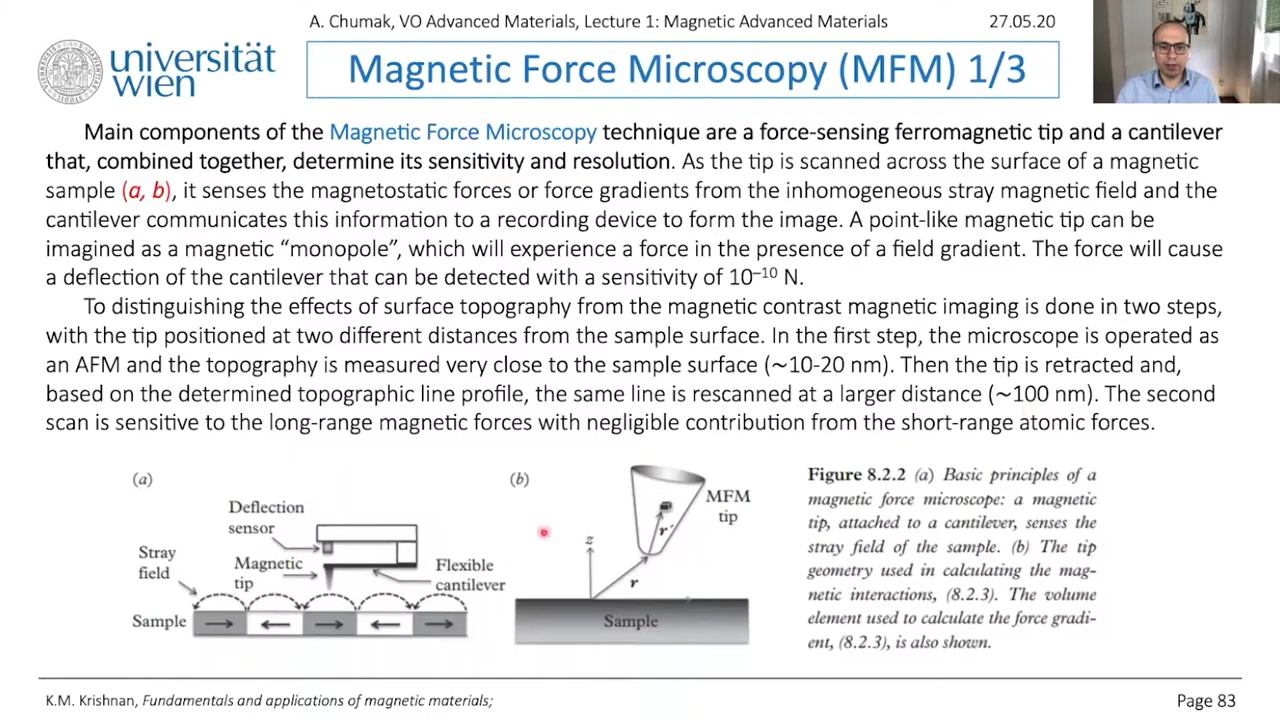 A. Chumak, VO Advanced Materials, Lecture 1: Magnetic Advanced Materials
27.05.20
universität
wien
Magnetic Force Microscopy (MFM) 1/3
Main components of the Magnetic Force Microscopy technique are a force-sensing ferromagnetic tip and a cantilever
that, combined together, determine its sensitivity and resolution. As the tip is scanned across the surface of a magnetic
sample (a, b), it senses the magnetostatic forces or force gradients from the inhomogeneous stray magnetic field and the
cantilever communicates this information to a recording device to form the image. A point-like magnetic tip can be
imagined as a magnetic “monopole”, which will experience a force in the presence of a field gradient. The force will cause
a deflection of the cantilever that can be detected with a sensitivity of 10⁻¹⁰ N.
To distinguishing the effects of surface topography from the magnetic contrast magnetic imaging is done in two steps,
with the tip positioned at two different distances from the sample surface. In the first step, the microscope is operated as
an AFM and the topography is measured very close to the sample surface (~10-20 nm). Then the tip is retracted and,
based on the determined topographic line profile, the same line is rescanned at a larger distance (~100 nm). The second
scan is sensitive to the long-range magnetic forces with negligible contribution from the short-range atomic forces.
(a)
Deflection
sensor
Stray
field
Magnetic
tip
Flexible
cantilever
Sample
(b)
MFM
tip
z
r'
r
Sample
Figure 8.2.2 (a) Basic principles of a
magnetic force microscope: a magnetic
tip, attached to a cantilever, senses the
stray field of the sample. (b) The tip
geometry used in calculating the mag-
netic interactions, (8.2.3). The volume
element used to calculate the force gradi-
ent, (8.2.3), is also shown.
K.M. Krishnan, Fundamentals and applications of magnetic materials;
Page 83